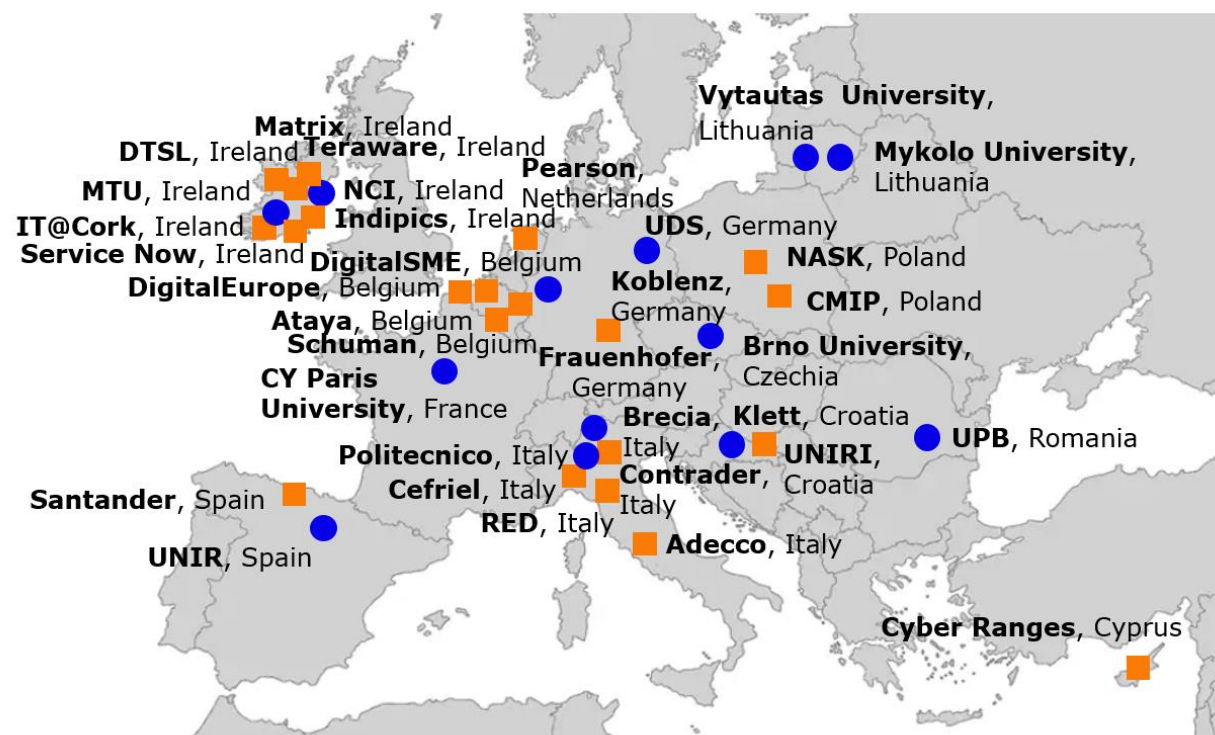 Vytautas University,
Lithuania
Matrix, Ireland
DTSL, Ireland
Teraware, Ireland
Mykolo University,
Lithuania
Pearson,
Netherlands
MTU, Ireland
NCI, Ireland
IT@Cork, Ireland
Indipics, Ireland
UDS, Germany
Service Now, Ireland
DigitalSME, Belgium
NASK, Poland
DigitalEurope, Belgium
Koblenz,
Germany
CMIP, Poland
Ataya, Belgium
Schuman, Belgium
Frauenhofer,
Germany
Brno University,
Czechia
CY Paris
University, France
Brecia,
Italy
Klett, Croatia
UPB, Romania
Politecnico, Italy
UNIRI,
Croatia
Cefriel, Italy
Contrader,
Italy
Santander, Spain
RED, Italy
Adecco, Italy
UNIR, Spain
Cyber Ranges, Cyprus